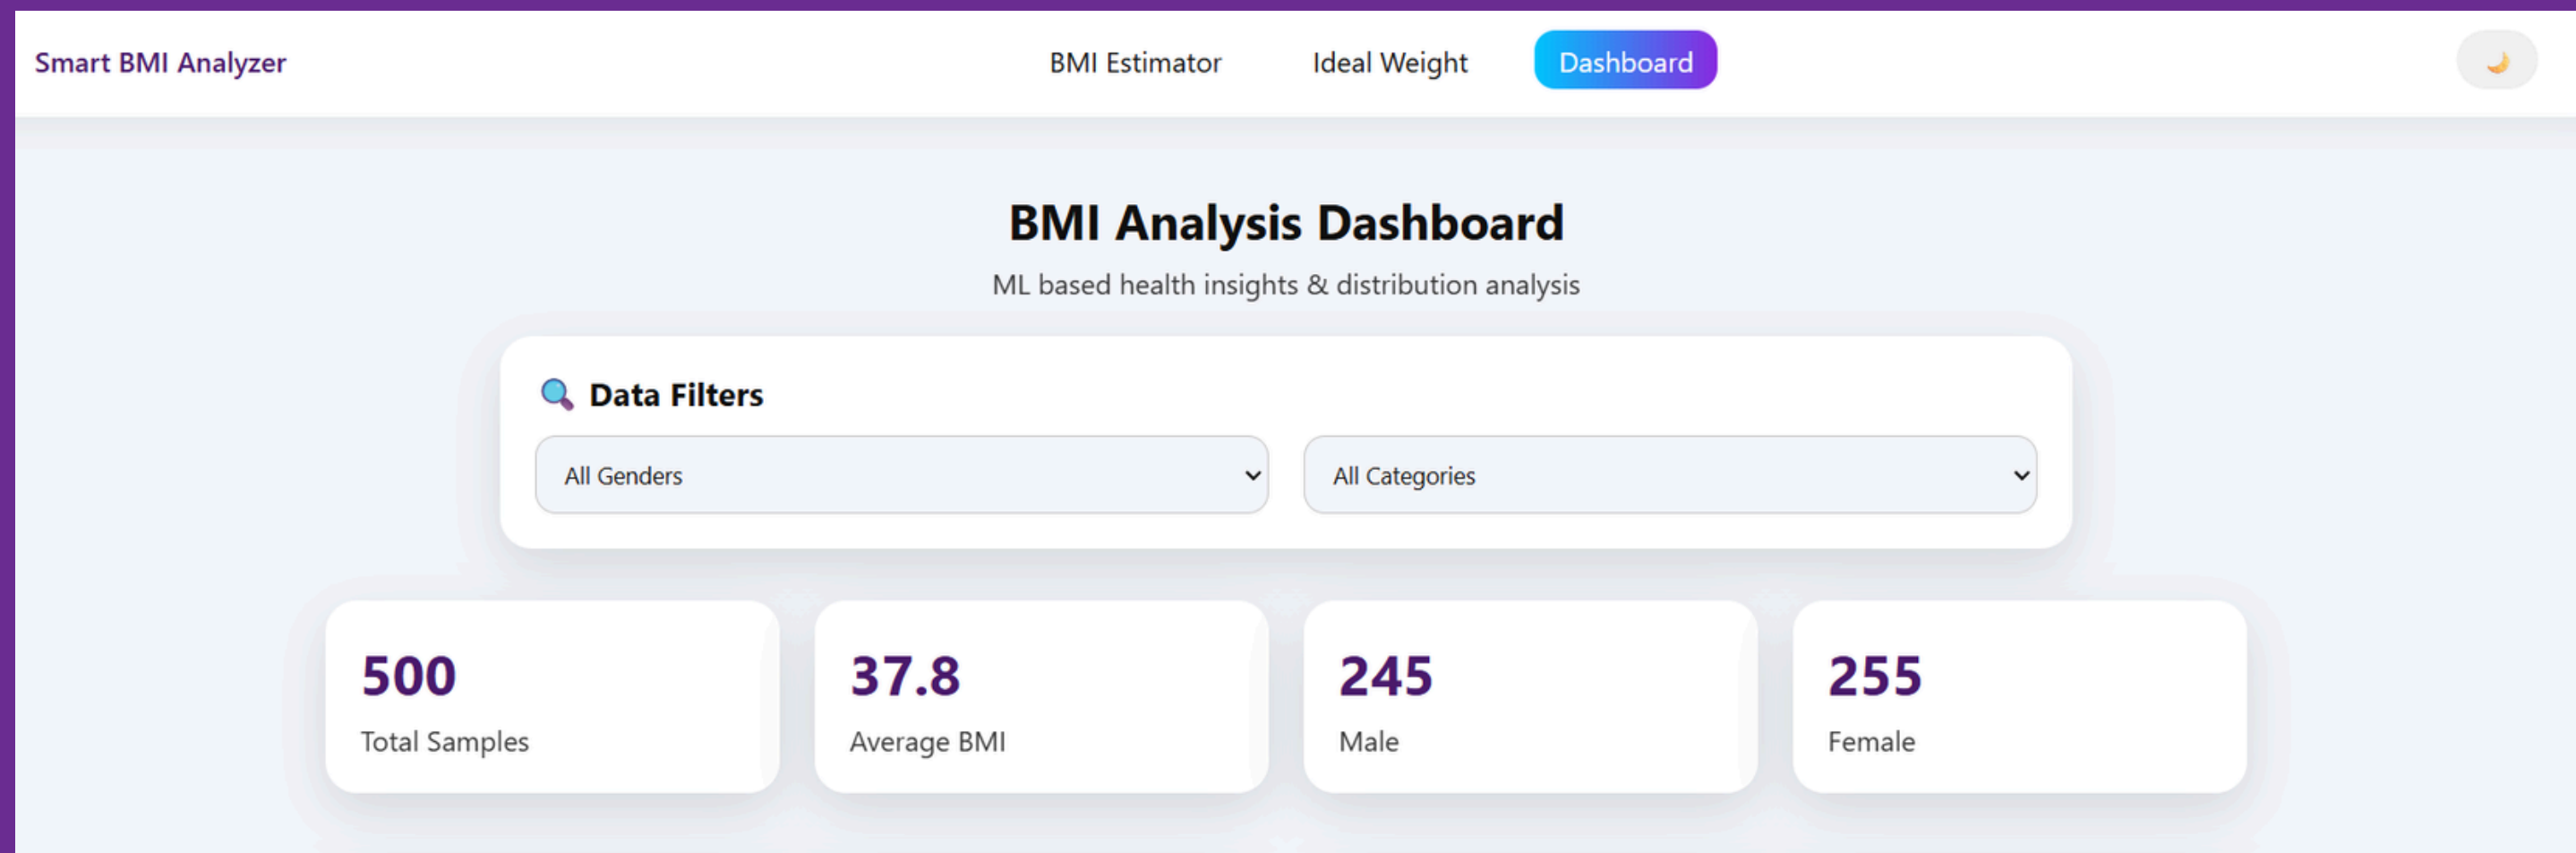 Smart BMI Analyzer
BMI Estimator
Ideal Weight
Dashboard
BMI Analysis Dashboard
ML based health insights & distribution analysis
Data Filters
All Genders
All Categories
500
Total Samples
37.8
Average BMI
245
Male
255
Female